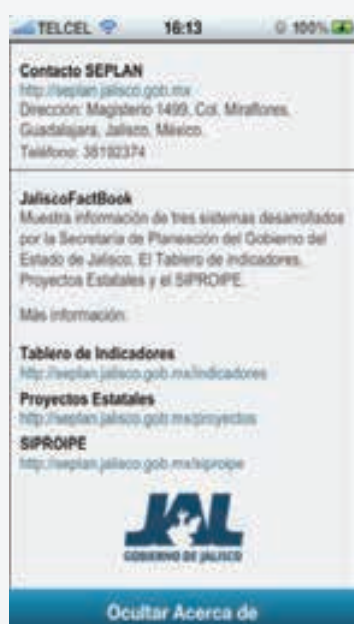 TELCEL 16:13 100%
Contacto SEPLAN
http://seplan.jalisco.gob.mx
Dirección: Magisterio 1499, Col. Miraflores,
Guadalajara, Jalisco, México.
Teléfono: 38192374
JaliscoFactBook
Muestra información de tres sistemas desarrollados
por la Secretaría de Planeación del Gobierno del
Estado de Jalisco. El Tablero de indicadores,
Proyectos Estatales y el SIPROIPE.
Más información:
Tablero de Indicadores
http://seplan.jalisco.gob.mx/indicadores
Proyectos Estatales
http://seplan.jalisco.gob.mx/proyectos
SIPROIPE
http://seplan.jalisco.gob.mx/siproipe
JAL
GOBIERNO DE JALISCO
Ocultar Acerca de